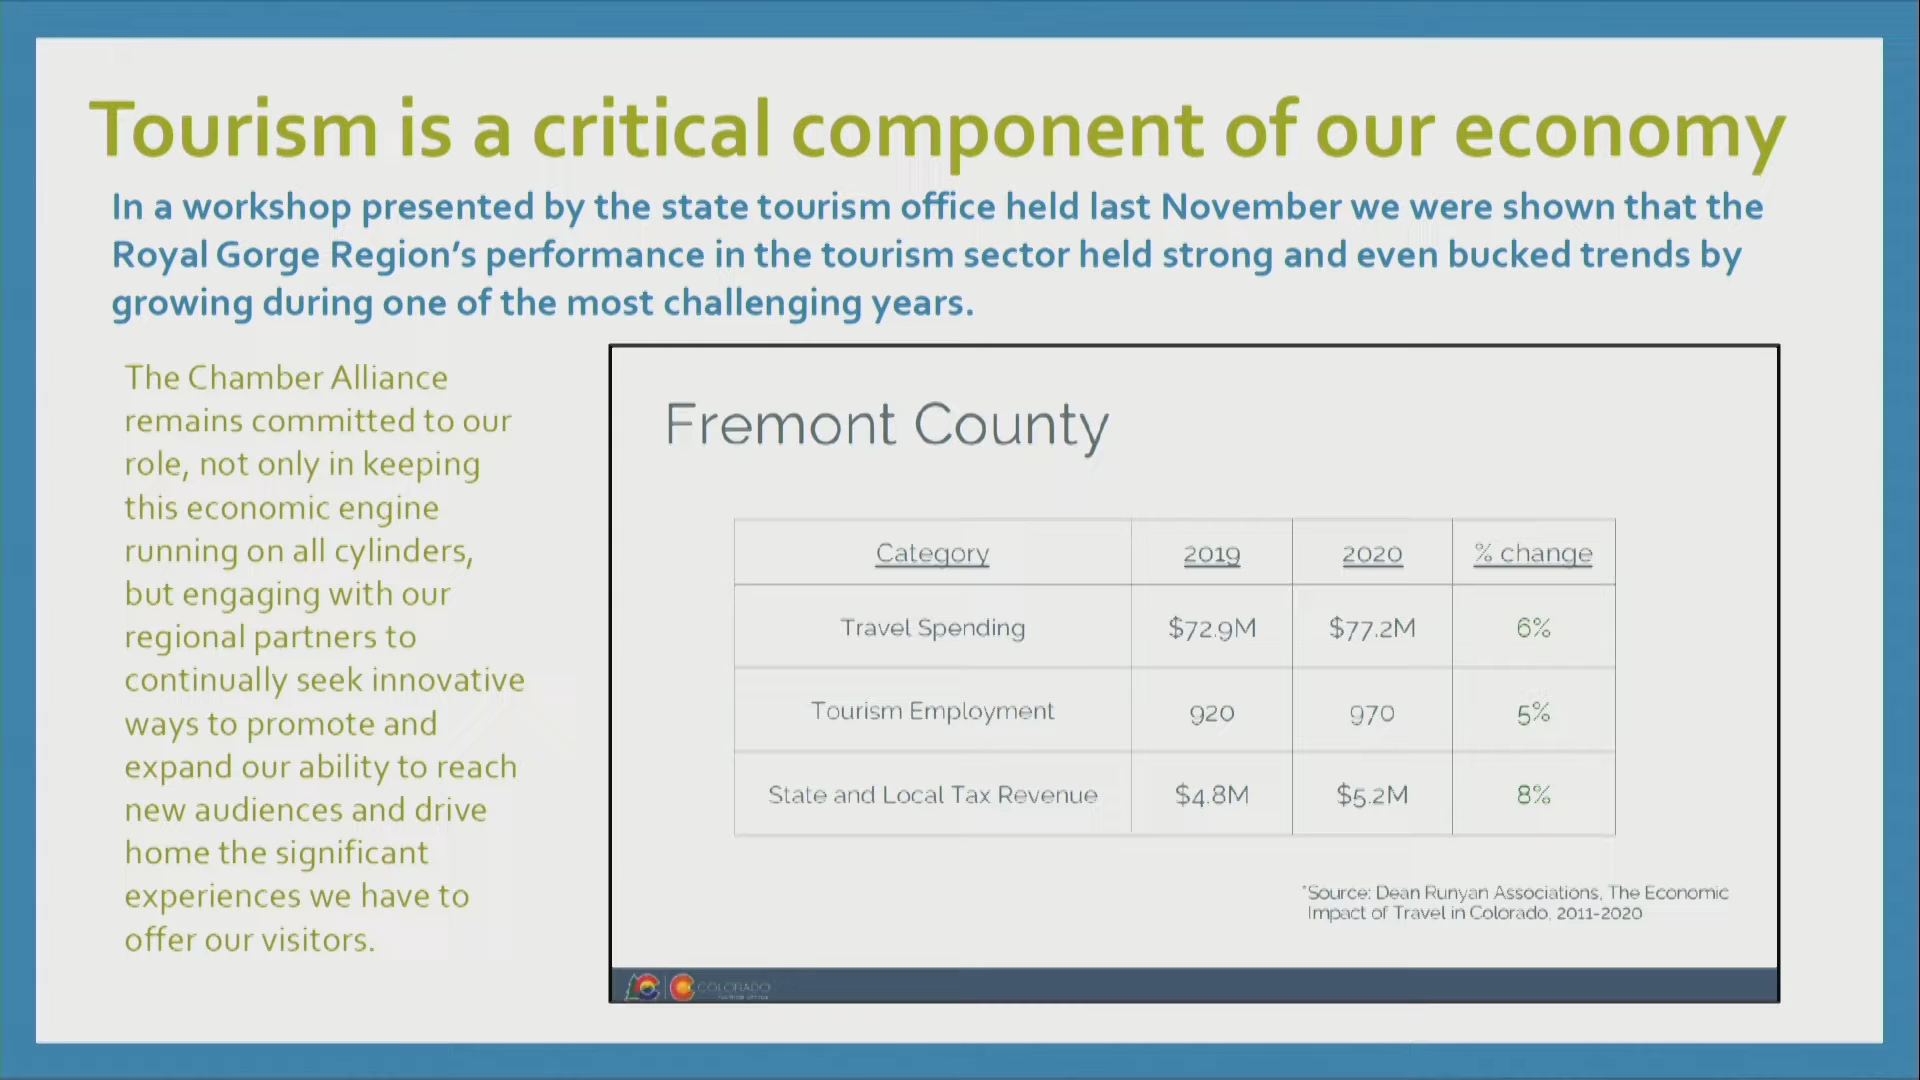 Tourism is a critical component of our economy
In a workshop presented by the state tourism office held last November we were shown that the
Royal Gorge Region’s performance in the tourism sector held strong and even bucked trends by
growing during one of the most challenging years.
The Chamber Alliance
remains committed to our
role, not only in keeping
this economic engine
running on all cylinders,
but engaging with our
regional partners to
continually seek innovative
ways to promote and
expand our ability to reach
new audiences and drive
home the significant
experiences we have to
offer our visitors.
Fremont County
Category 2019 2020 % change
Travel Spending $72.9M $77.2M 6%
Tourism Employment 920 970 5%
State and Local Tax Revenue $4.8M $5.2M 8%
*Source: Dean Runyan Associations, The Economic
Impact of Travel in Colorado, 2011-2020
COLORADO